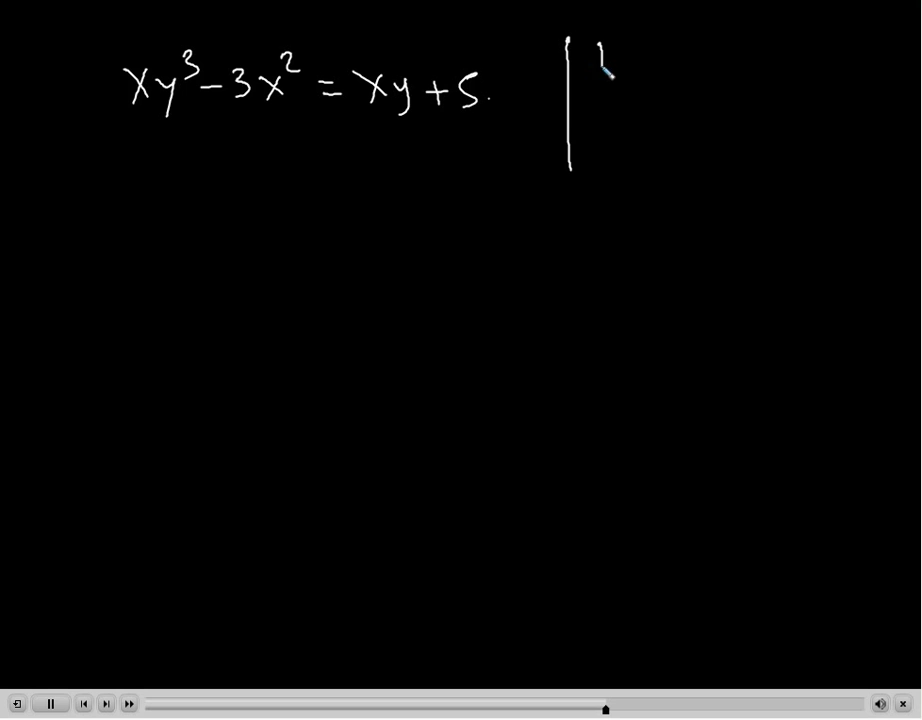 xy³ - 3x² = xy + 5.